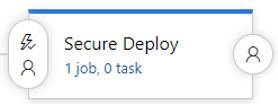 Secure Deploy
1 job, 0 task